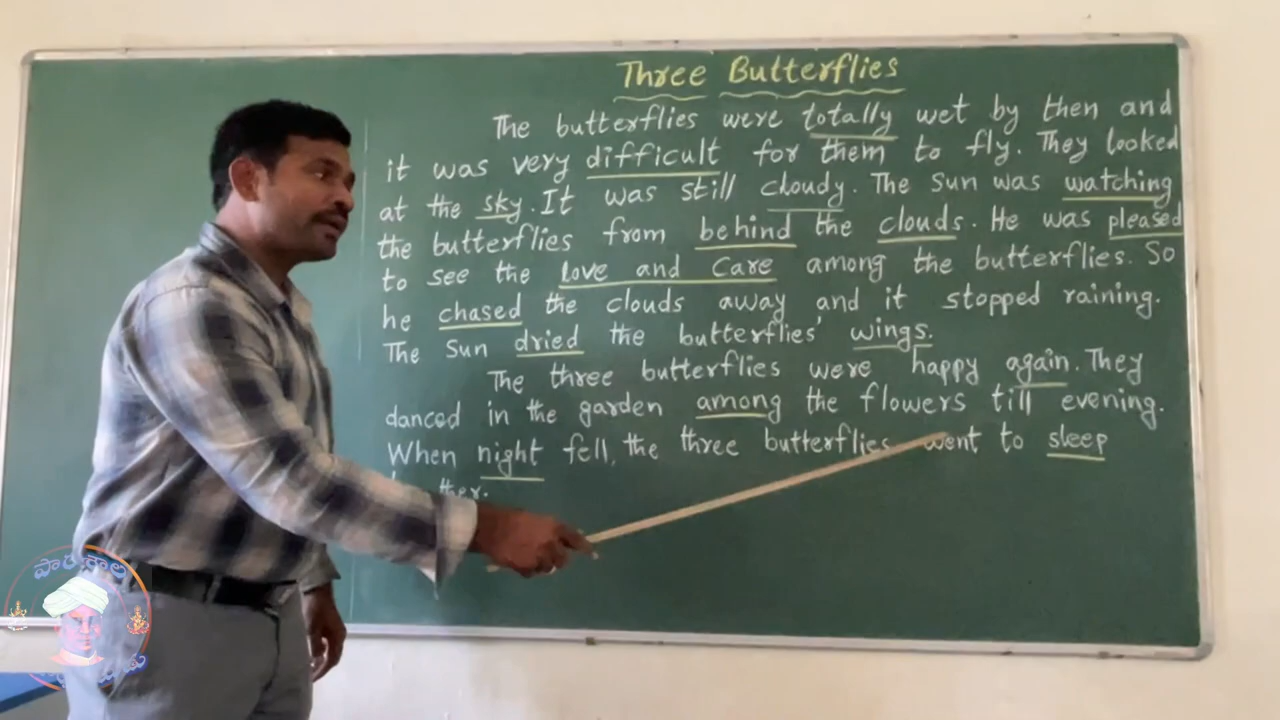 Three Butterflies
The butterflies were totally wet by then and
it was very difficult for them to fly. They looked
at the sky. It was still cloudy. The Sun was watching
the butterflies from behind the clouds. He was pleased
to see the love and care among the butterflies. So
he chased the clouds away and it stopped raining.
The Sun dried the butterflies' wings.
The three butterflies were happy again. They
danced in the garden among the flowers till evening.
When night fell, the three butterflies went to sleep
పాఠశాల